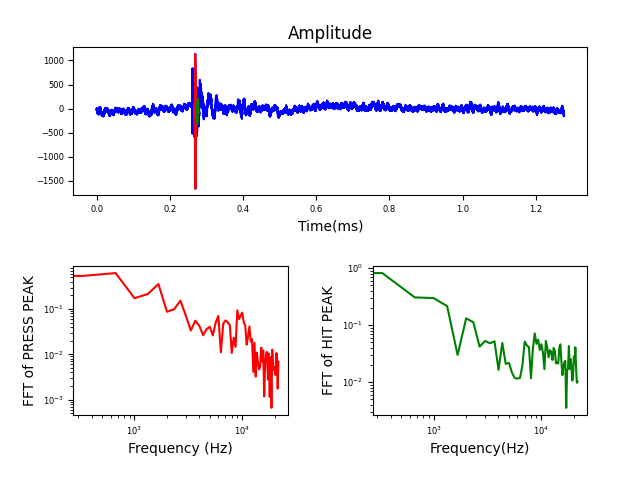 Amplitude
1000
500
0
−500
−1000
−1500
0.0 0.2 0.4 0.6 0.8 1.0 1.2
Time(ms)
FFT of PRESS PEAK
10⁻¹
10⁻²
10⁻³
10³ 10⁴
Frequency (Hz)
FFT of HIT PEAK
10⁰
10⁻¹
10⁻²
10³ 10⁴
Frequency(Hz)